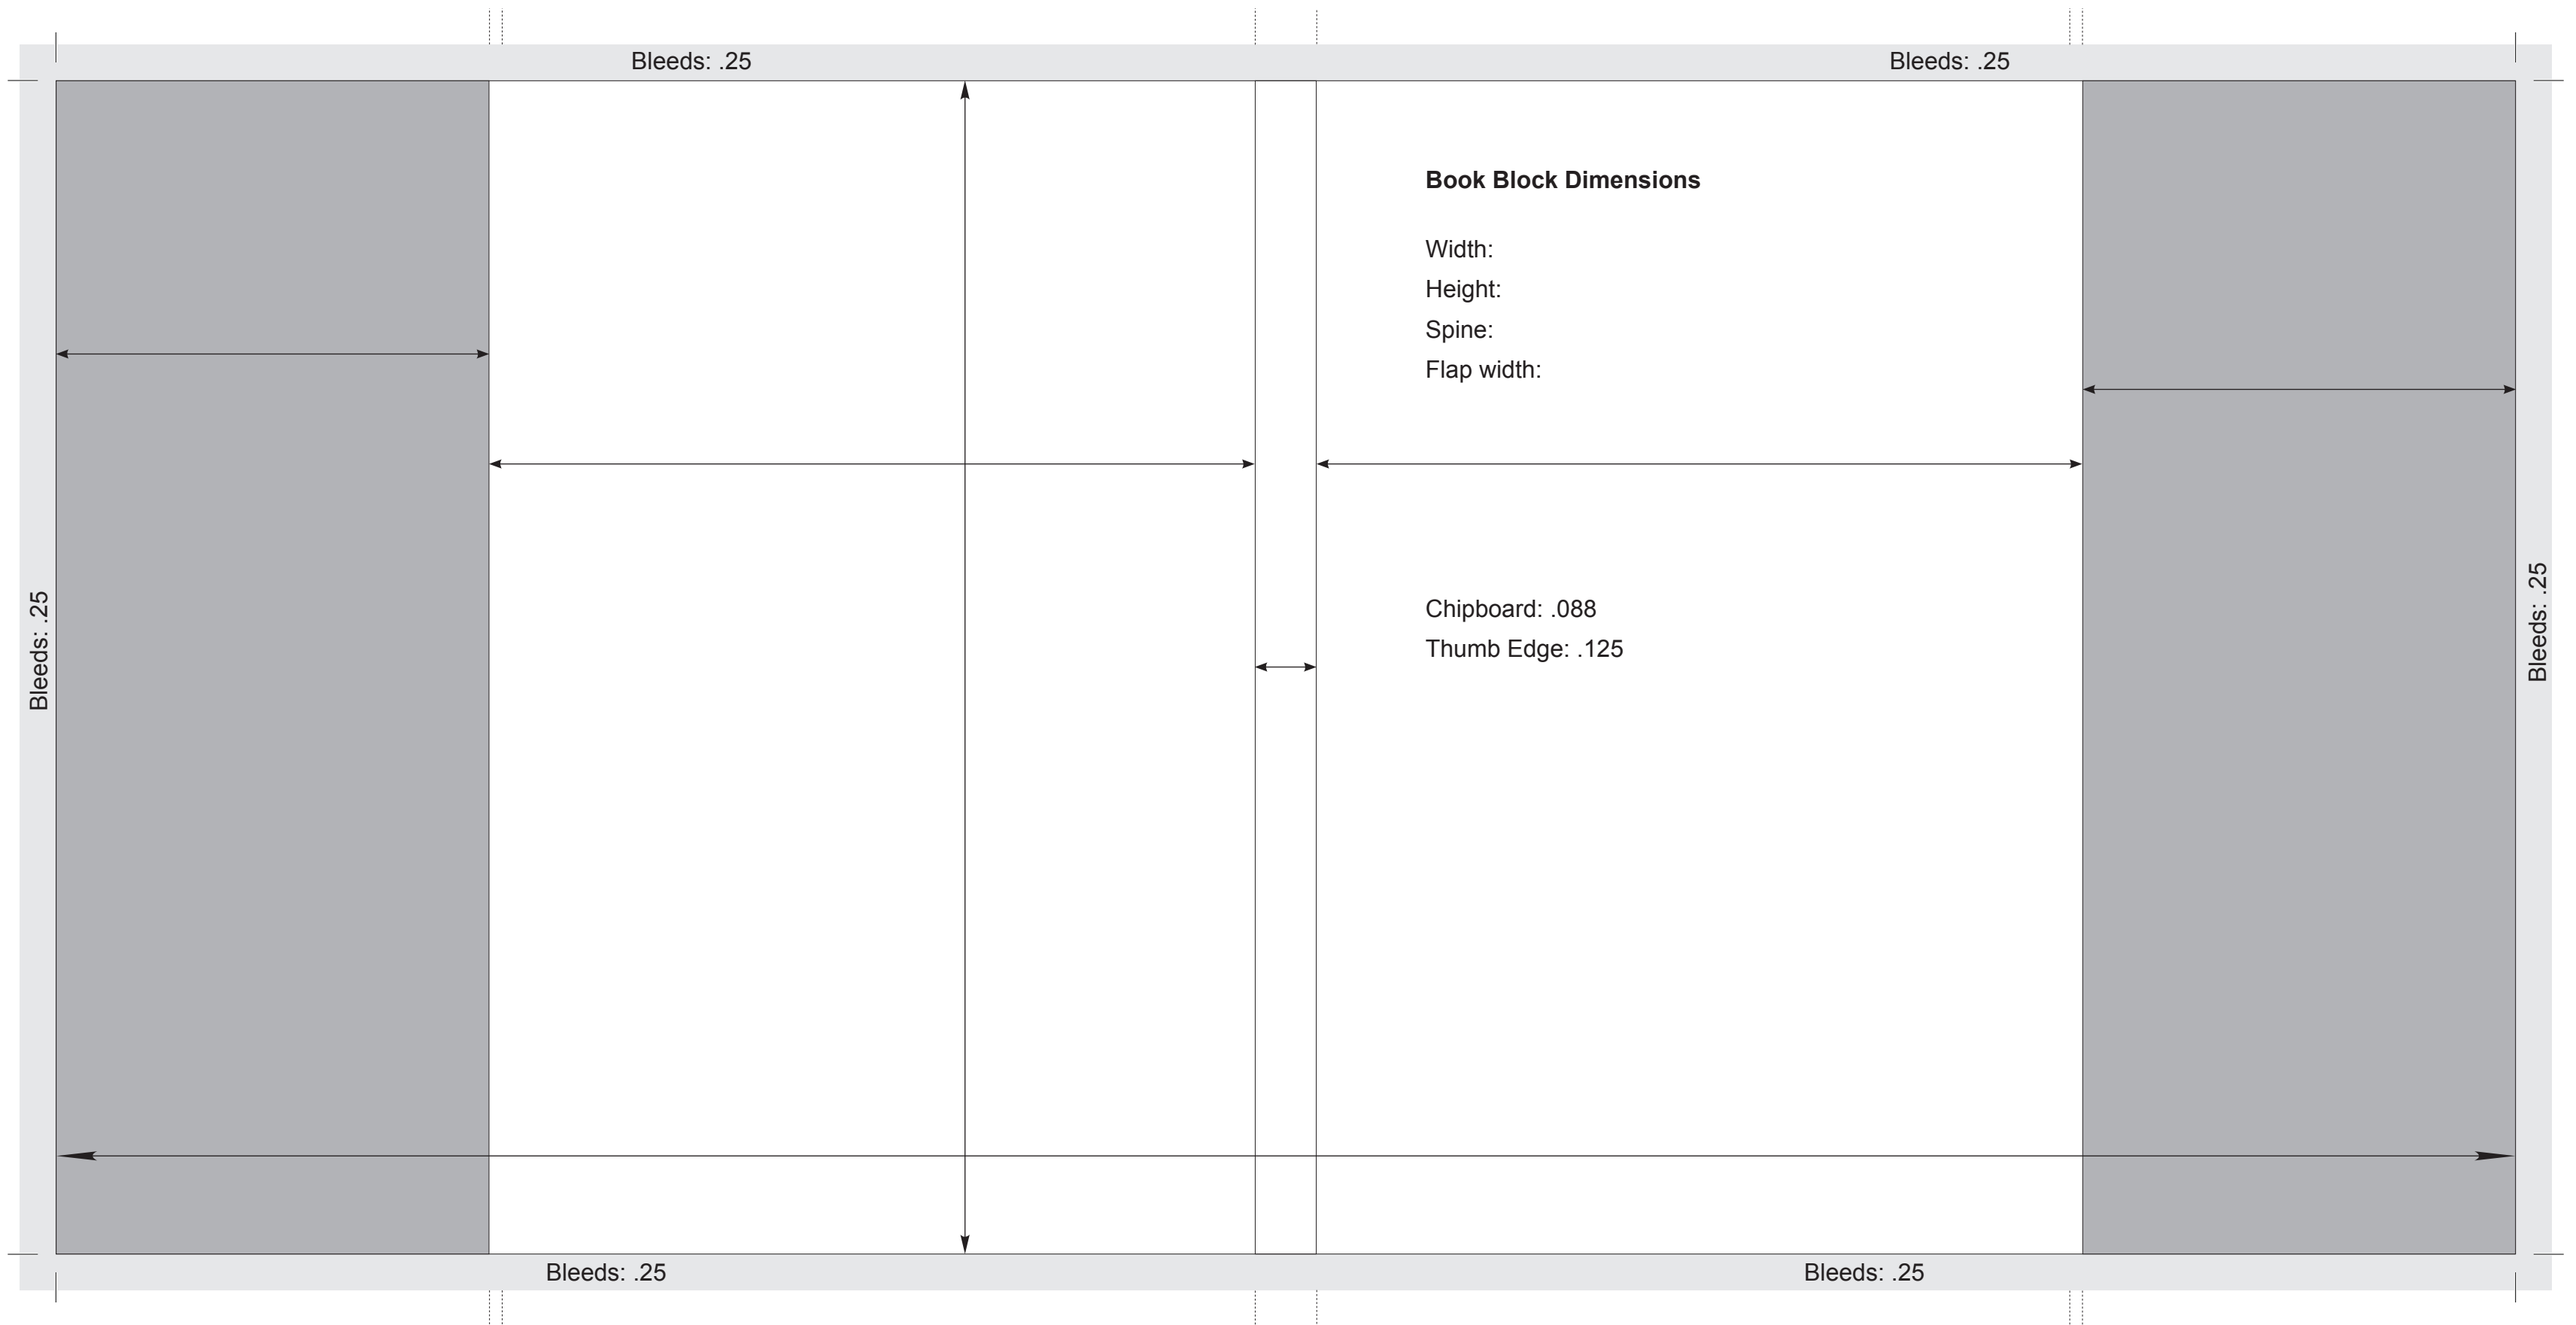 Bleeds: .25
Bleeds: .25
Book Block Dimensions
Width:
Height:
Spine:
Flap width:
Bleeds: .25
Bleeds: .25
Chipboard: .088
Thumb Edge: .125
Bleeds: .25
Bleeds: .25